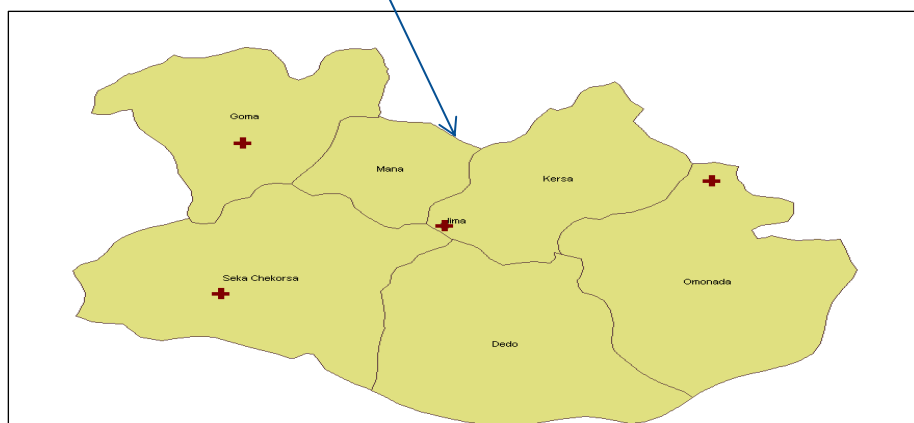 Goma
Mana
Kersa
Jima
Seka Chekorsa
Omonada
Dedo